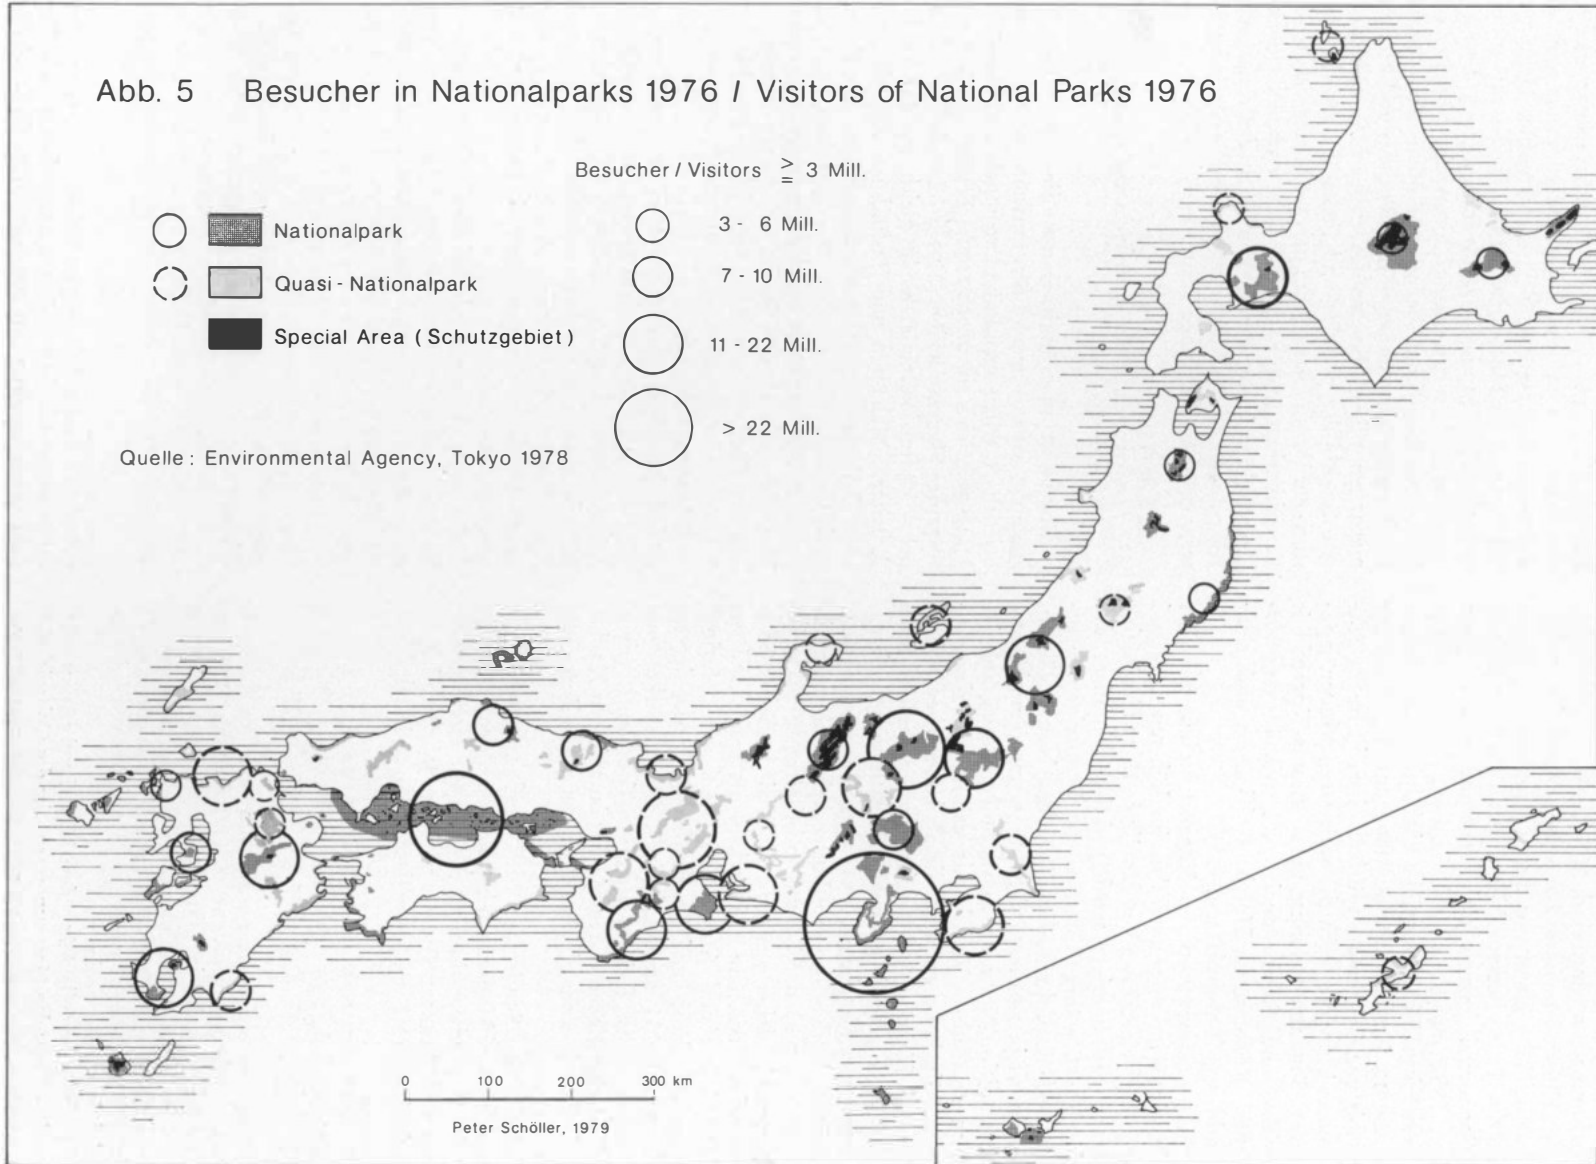 Abb. 5 Besucher in Nationalparks 1976 / Visitors of National Parks 1976
Besucher / Visitors ≧ 3 Mill.
Nationalpark
Quasi - Nationalpark
Special Area ( Schutzgebiet )
3 - 6 Mill.
7 - 10 Mill.
11 - 22 Mill.
> 22 Mill.
Quelle : Environmental Agency, Tokyo 1978
0 100 200 300 km
Peter Schöller, 1979